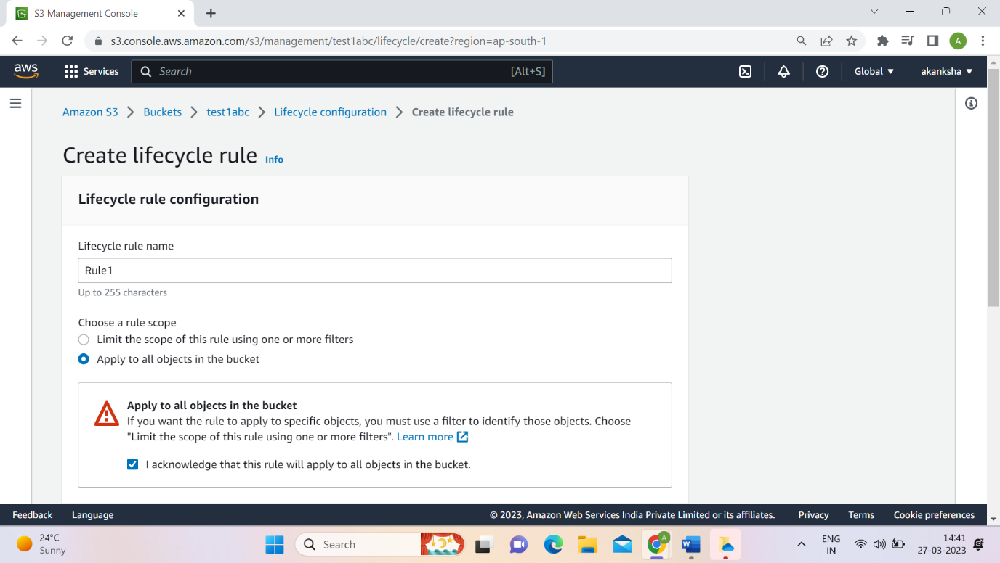 S3 Management Console
s3.console.aws.amazon.com/s3/management/test1abc/lifecycle/create?region=ap-south-1
A
aws
Services
Search
[Alt+S]
Global
akanksha
Amazon S3 > Buckets > test1abc > Lifecycle configuration > Create lifecycle rule
Create lifecycle rule Info
Lifecycle rule configuration
Lifecycle rule name
Rule1
Up to 255 characters
Choose a rule scope
Limit the scope of this rule using one or more filters
Apply to all objects in the bucket
Apply to all objects in the bucket
If you want the rule to apply to specific objects, you must use a filter to identify those objects. Choose
"Limit the scope of this rule using one or more filters". Learn more
I acknowledge that this rule will apply to all objects in the bucket.
Feedback Language © 2023, Amazon Web Services India Private Limited or its affiliates. Privacy Terms Cookie preferences
24°C
Sunny
Search
A
W
ENG
IN
14:41
27-03-2023